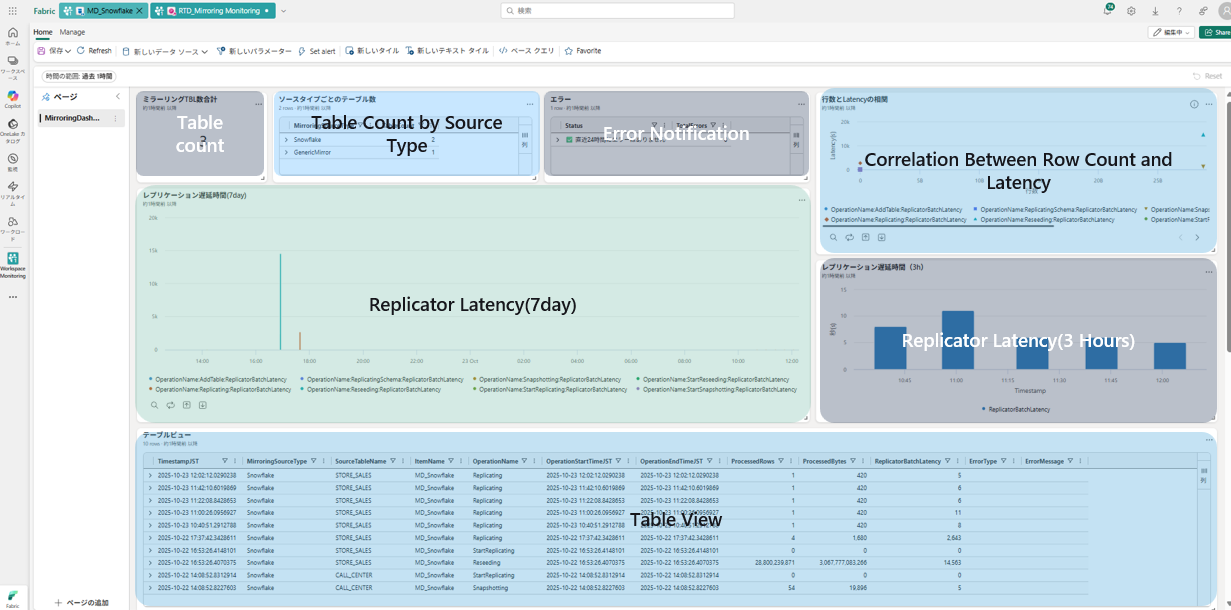 Fabric
MD_Snowflake
RTD_Mirroring Monitoring
検索
24
Home
Manage
編集中
Share
保存
Refresh
新しいデータ ソース
新しいパラメーター
Set alert
新しいタイル
新しいテキスト タイル
ベース クエリ
Favorite
時間の範囲: 過去 1時間
Reset
ホーム
ワークスペース
Copilot
OneLake カタログ
監視
リアルタイム
ワークロード
Workspace Monitoring
Fabric
ページ
MirroringDash...
ページの追加
ミラーリングTBL数合計
約1時間前 以降
3
Table
count
ソースタイプごとのテーブル数
2 rows · 約1時間前 以降
Table Count by Source
Type
Snowflake 2
GenericMirror 1
列
エラー
1 rows · 約1時間前 以降
Status
Error Notification
列
行数とLatencyの相関
約1時間前 以降
Latency(s)
20k
10k
0
0 5B 10B 20B 25B
行数
Correlation Between Row Count and
Latency
OperationName:AddTable:ReplicatorBatchLatency
OperationName:ReplicatingSchema:ReplicatorBatchLatency
OperationName:Snaps
OperationName:Replicating:ReplicatorBatchLatency
OperationName:Reseeding:ReplicatorBatchLatency
OperationName:StartF
レプリケーション遅延時間(7day)
約1時間前 以降
20k
15k
10k
5k
0
Replicator Latency(7day)
14:00 16:00 18:00 20:00 22:00 23 Oct 02:00 04:00 06:00 08:00 10:00 12:00
OperationName:AddTable:ReplicatorBatchLatency
OperationName:ReplicatingSchema:ReplicatorBatchLatency
OperationName:Snapshotting:ReplicatorBatchLatency
OperationName:StartReseeding:ReplicatorBatchLatency
OperationName:Replicating:ReplicatorBatchLatency
OperationName:Reseeding:ReplicatorBatchLatency
OperationName:StartReplicating:ReplicatorBatchLatency
OperationName:StartSnapshotting:ReplicatorBatchLatency
レプリケーション遅延時間（3h）
約1時間前 以降
秒(s)
15
10
5
0
Replicator Latency(3 Hours)
10:45 11:00 11:15 11:30 11:45 12:00
Timestamp
ReplicatorBatchLatency
テーブルビュー
10 rows · 約1時間前 以降
TimestampJST MirroringSourceType SourceTableName ItemName OperationName OperationStartTimeJST OperationEndTimeJST ProcessedRows ProcessedBytes ReplicatorBatchLatency ErrorType ErrorMessage
2025-10-23 12:02:12.0290238 Snowflake STORE_SALES MD_Snowflake Replicating 2025-10-23 12:02:12.0290238 2025-10-23 12:02:12.0290238 1 420 5
2025-10-23 11:42:10.6019869 Snowflake STORE_SALES MD_Snowflake Replicating 2025-10-23 11:42:10.6019869 2025-10-23 11:42:10.6019869 1 420 6
2025-10-23 11:22:08.8428653 Snowflake STORE_SALES MD_Snowflake Replicating 2025-10-23 11:22:08.8428653 2025-10-23 11:22:08.8428653 1 420 6
2025-10-23 11:00:26.0956927 Snowflake STORE_SALES MD_Snowflake Replicating 2025-10-23 11:00:26.0956927 2025-10-23 11:00:26.0956927 1 420 11
2025-10-23 10:40:51.2912788 Snowflake STORE_SALES MD_Snowflake Replicating 2025-10-23 10:40:51.2912788 2025-10-23 10:40:51.2912788 1 420 8
2025-10-22 17:37:42.3428611 Snowflake STORE_SALES MD_Snowflake Replicating 2025-10-22 17:37:42.3428611 2025-10-22 17:37:42.3428611 4 1,680 2,643
2025-10-22 16:53:26.4148101 Snowflake STORE_SALES MD_Snowflake StartReplicating 2025-10-22 16:53:26.4148101 2025-10-22 16:53:26.4148101 0 0 0
2025-10-22 16:53:26.4070375 Snowflake STORE_SALES MD_Snowflake Reseeding 2025-10-22 16:53:26.4070375 2025-10-22 16:53:26.4070375 28,800,239,871 3,067,777,083,266 14,563
2025-10-22 14:08:52.8312914 Snowflake CALL_CENTER MD_Snowflake StartReplicating 2025-10-22 14:08:52.8312914 2025-10-22 14:08:52.8312914 0 0 0
2025-10-22 14:08:52.8227603 Snowflake CALL_CENTER MD_Snowflake Snapshotting 2025-10-22 14:08:52.8227603 2025-10-22 14:08:52.8227603 54 19,896 5
列
Table View